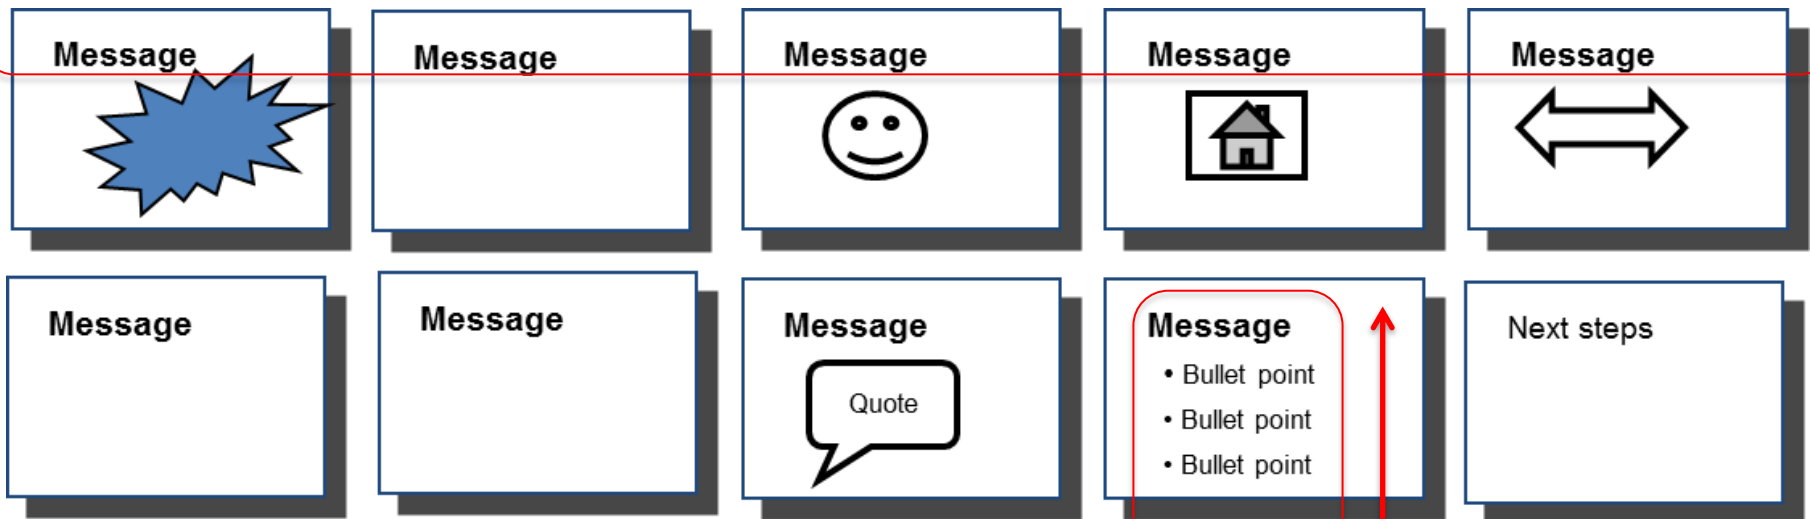 Message
Message
Message
Message
Message
Message
Message
Message
Quote
Message
• Bullet point
• Bullet point
• Bullet point
Next steps